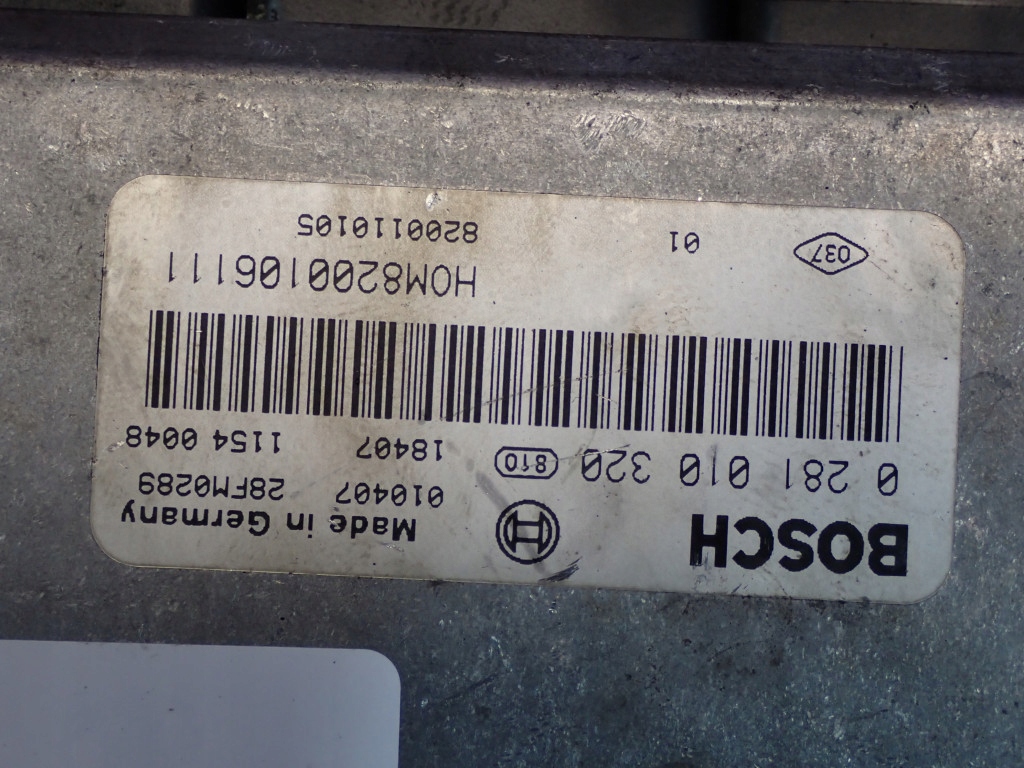 BOSCH
Made in Germany
010407 28FM0289
0 281 010 320 810 18407 1154 0048
HOM8200106111
037 01 8200110105